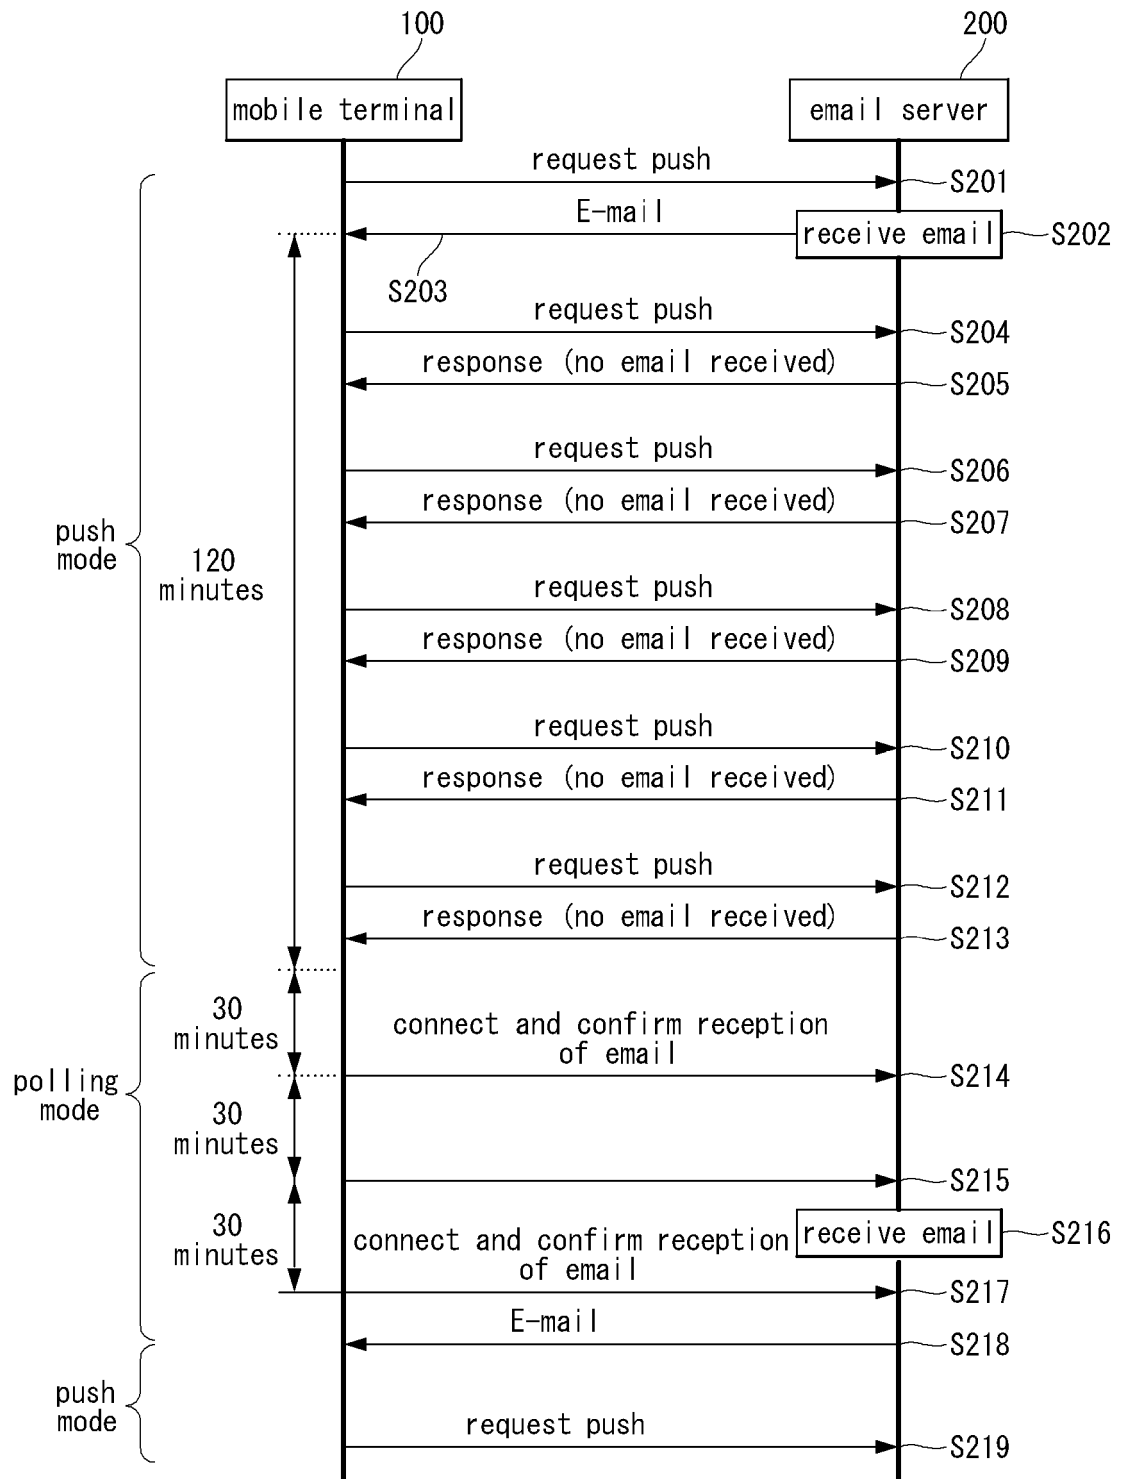 100
200
mobile terminal
email server
request push
S201
E-mail
receive email
S202
S203
request push
S204
response (no email received)
S205
request push
S206
response (no email received)
S207
push
mode
120
minutes
request push
S208
response (no email received)
S209
request push
S210
response (no email received)
S211
request push
S212
response (no email received)
S213
30
minutes
connect and confirm reception
of email
S214
polling
mode
30
minutes
S215
30
minutes
receive email
S216
connect and confirm reception
of email
S217
E-mail
S218
push
mode
request push
S219